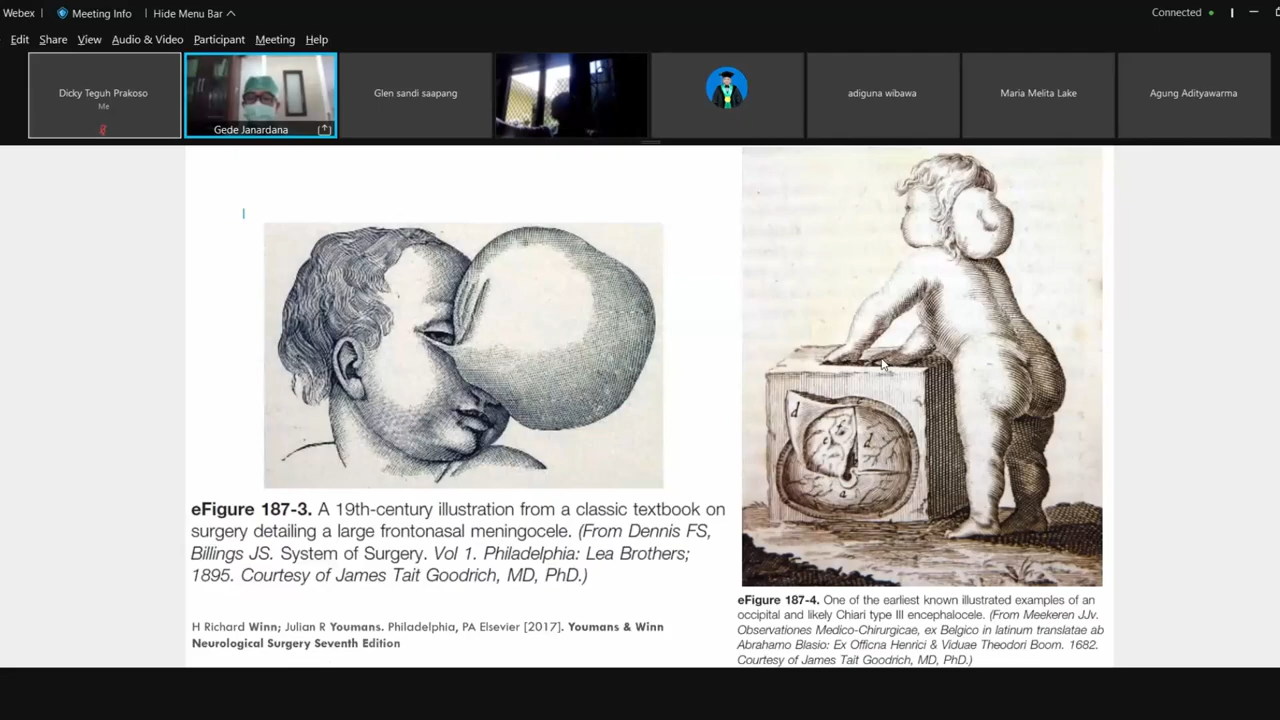 Webex
Meeting Info
Hide Menu Bar
Connected
Edit Share View Audio & Video Participant Meeting Help
Dicky Teguh Prakoso
Me
Gede Janardana
Glen sandi saapang
adiguna wibawa
Maria Melita Lake
Agung Adityawarma
eFigure 187-3. A 19th-century illustration from a classic textbook on
surgery detailing a large frontonasal meningocele. (From Dennis FS,
Billings JS. System of Surgery. Vol 1. Philadelphia: Lea Brothers;
1895. Courtesy of James Tait Goodrich, MD, PhD.)
H Richard Winn; Julian R Youmans. Philadelphia, PA Elsevier [2017]. Youmans & Winn
Neurological Surgery Seventh Edition
d
a
eFigure 187-4. One of the earliest known illustrated examples of an
occipital and likely Chiari type III encephalocele. (From Meekeren JJv.
Observationes Medico-Chirurgicae, ex Belgico in latinum translatae ab
Abrahamo Blasio: Ex Officna Henrici & Viduae Theodori Boom. 1682.
Courtesy of James Tait Goodrich, MD, PhD.)